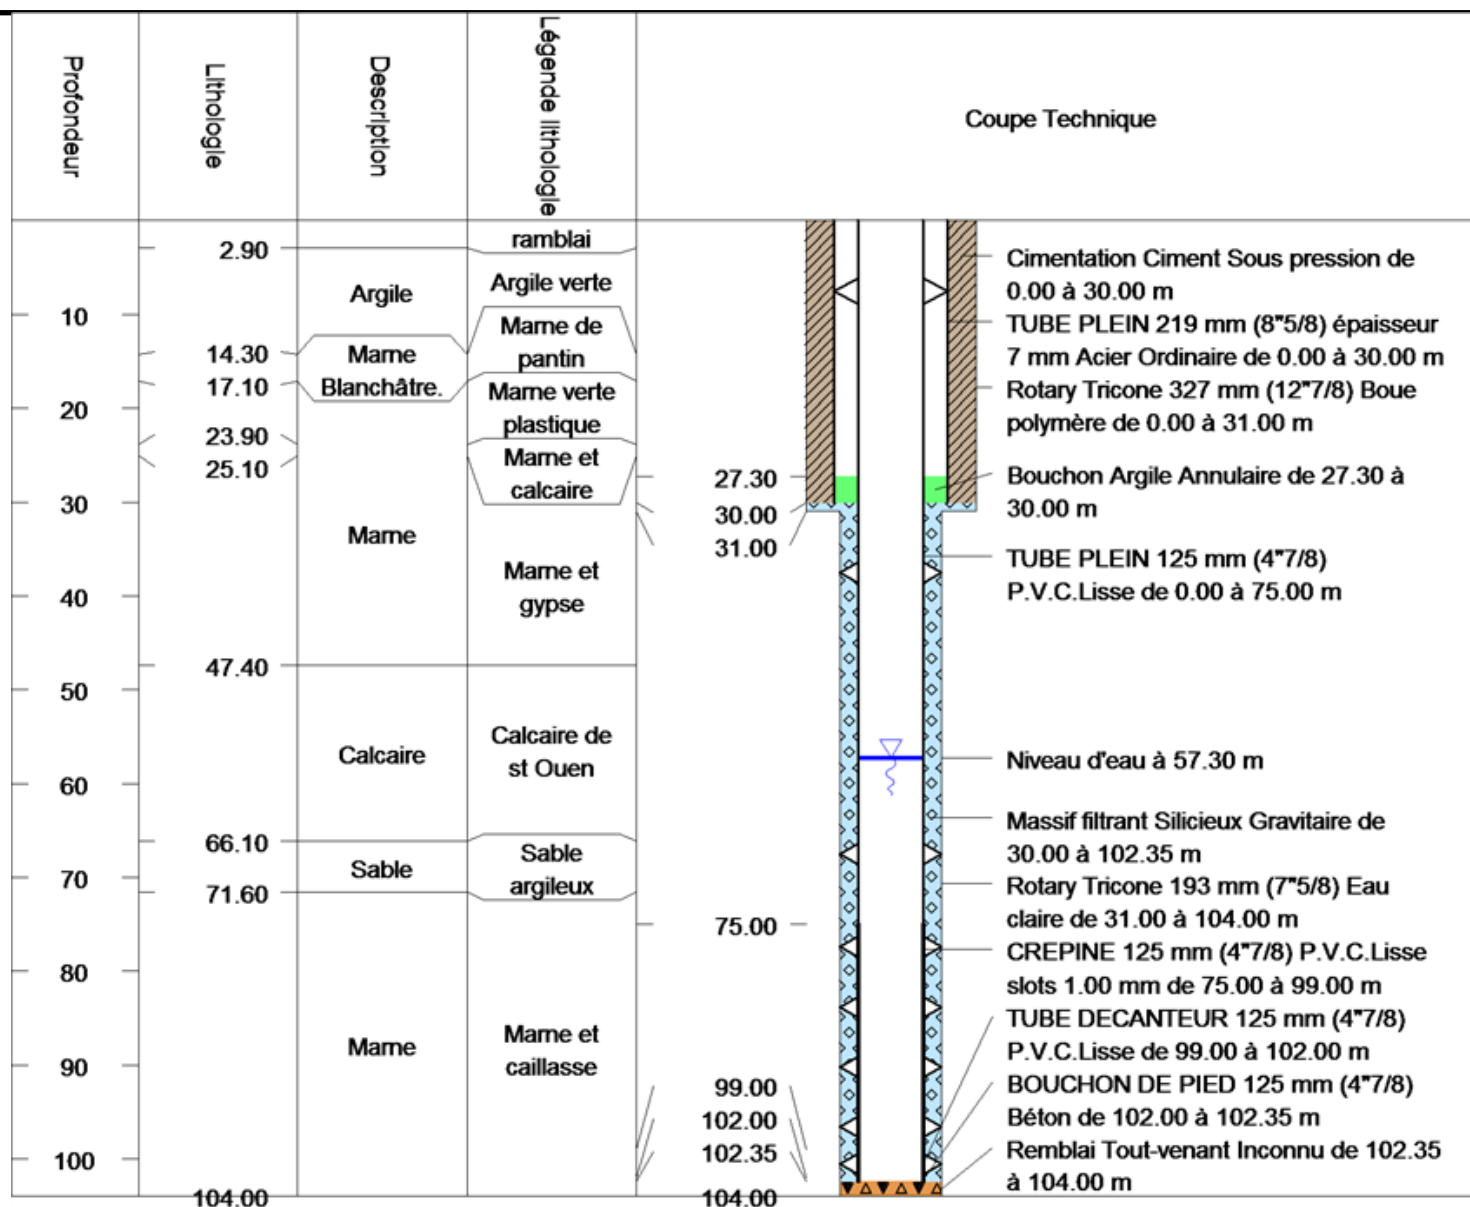 Profondeur
Lithologie
Description
Légende lithologie
Coupe Technique
10
20
30
40
50
60
70
80
90
100
2.90
14.30
17.10
23.90
25.10
47.40
66.10
71.60
104.00
Argile
Marne
Blanchâtre.
Marne
Calcaire
Sable
Marne
ramblai
Argile verte
Marne de
pantin
Marne verte
plastique
Marne et
calcaire
Marne et
gypse
Calcaire de
st Ouen
Sable
argileux
Marne et
caillasse
27.30
30.00
31.00
75.00
99.00
102.00
102.35
104.00
Cimentation Ciment Sous pression de
0.00 à 30.00 m
TUBE PLEIN 219 mm (8"5/8) épaisseur
7 mm Acier Ordinaire de 0.00 à 30.00 m
Rotary Tricone 327 mm (12"7/8) Boue
polymère de 0.00 à 31.00 m
Bouchon Argile Annulaire de 27.30 à
30.00 m
TUBE PLEIN 125 mm (4"7/8)
P.V.C.Lisse de 0.00 à 75.00 m
Niveau d'eau à 57.30 m
Massif filtrant Silicieux Gravitaire de
30.00 à 102.35 m
Rotary Tricone 193 mm (7"5/8) Eau
claire de 31.00 à 104.00 m
CREPINE 125 mm (4"7/8) P.V.C.Lisse
slots 1.00 mm de 75.00 à 99.00 m
TUBE DECANTEUR 125 mm (4"7/8)
P.V.C.Lisse de 99.00 à 102.00 m
BOUCHON DE PIED 125 mm (4"7/8)
Béton de 102.00 à 102.35 m
Remblai Tout-venant Inconnu de 102.35
à 104.00 m